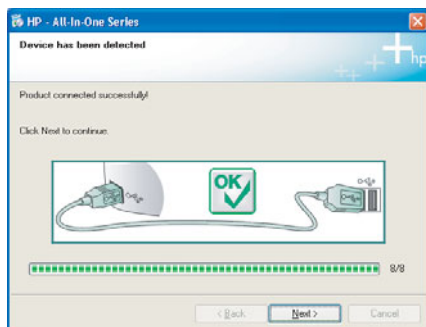 HP - All-In-One Series
Device has been detected
hp
Product connected successfully!
Click Next to continue.
OK
8/8
< Back
Next >
Cancel